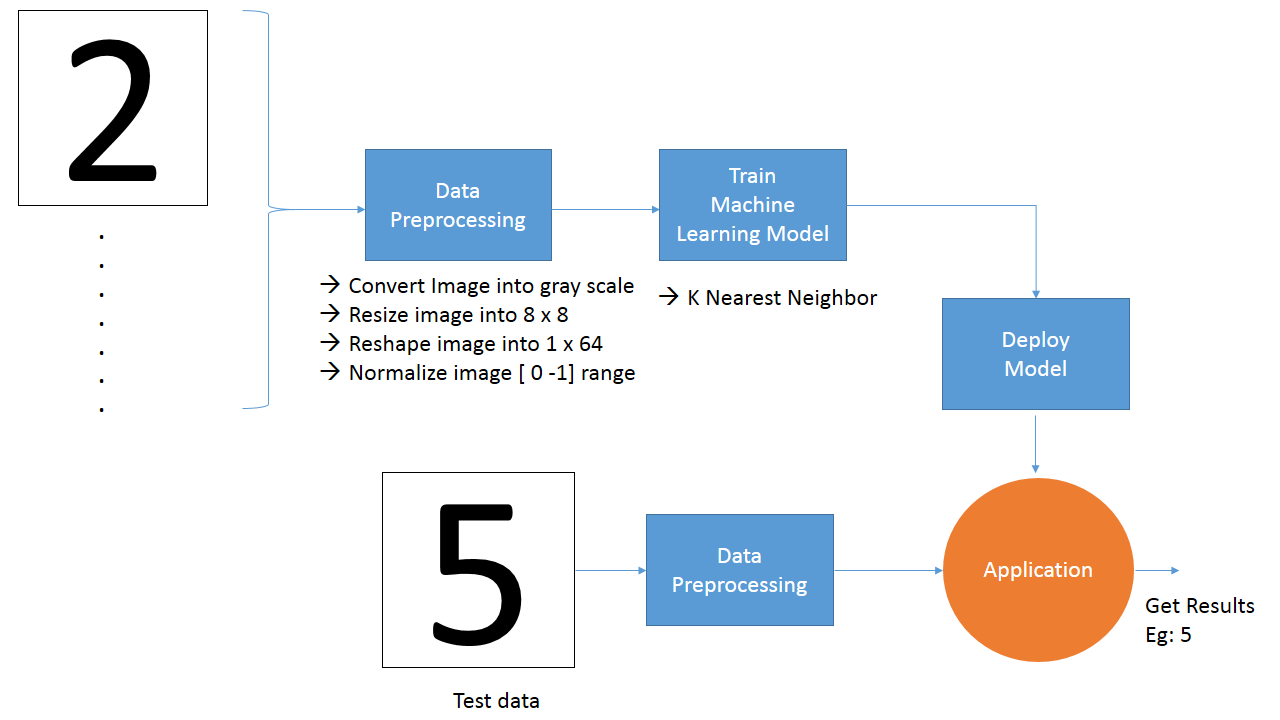 2
Data
Preprocessing
→ Convert Image into gray scale
→ Resize image into 8 x 8
→ Reshape image into 1 x 64
→ Normalize image [ 0 -1] range
Train
Machine
Learning Model
→ K Nearest Neighbor
Deploy
Model
5
Test data
Data
Preprocessing
Application
Get Results
Eg: 5